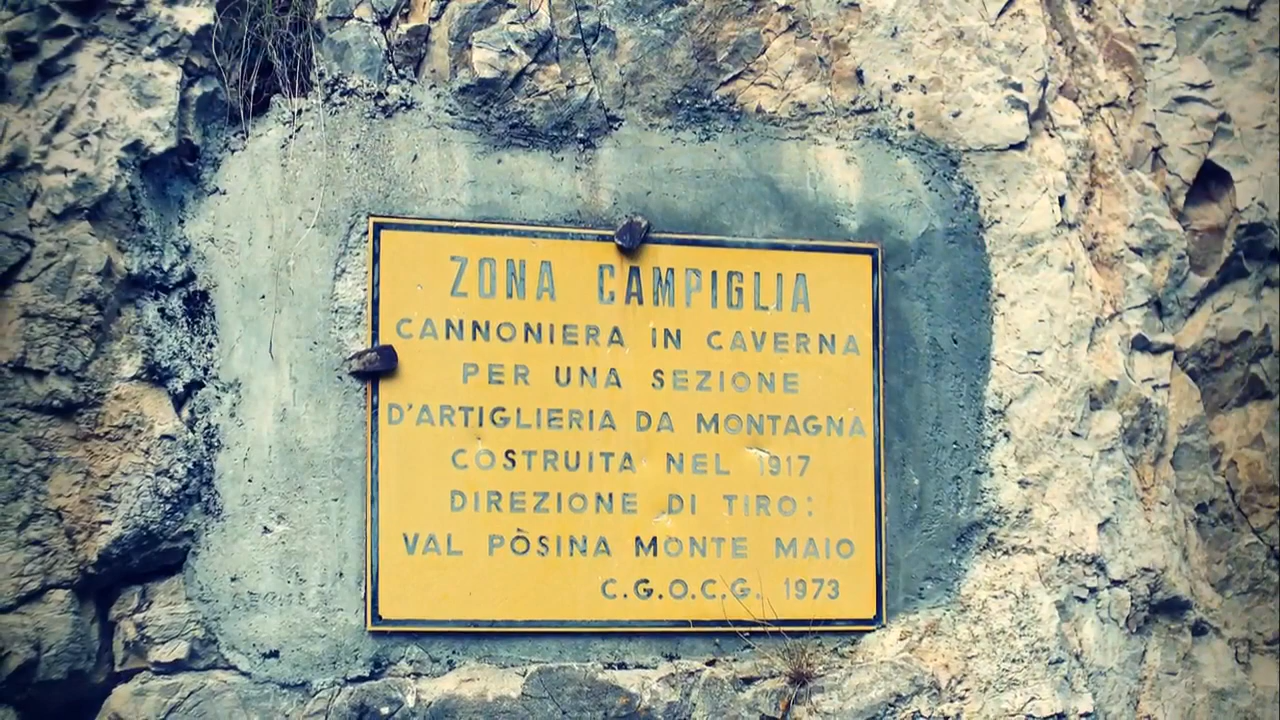 ZONA CAMPIGLIA
CANNONIERA IN CAVERNA
PER UNA SEZIONE
D'ARTIGLIERIA DA MONTAGNA
COSTRUITA NEL 1917
DIREZIONE DI TIRO:
VAL PÒSINA MONTE MAIO
C.G.O.C.G. 1973